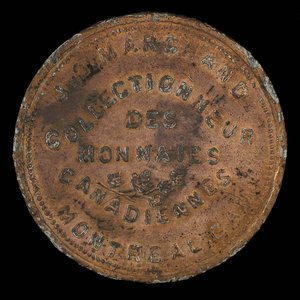 MARCHAND
COLLECTIONNEUR
DES
MONNAIES
CANADIENNES
MONTREAL